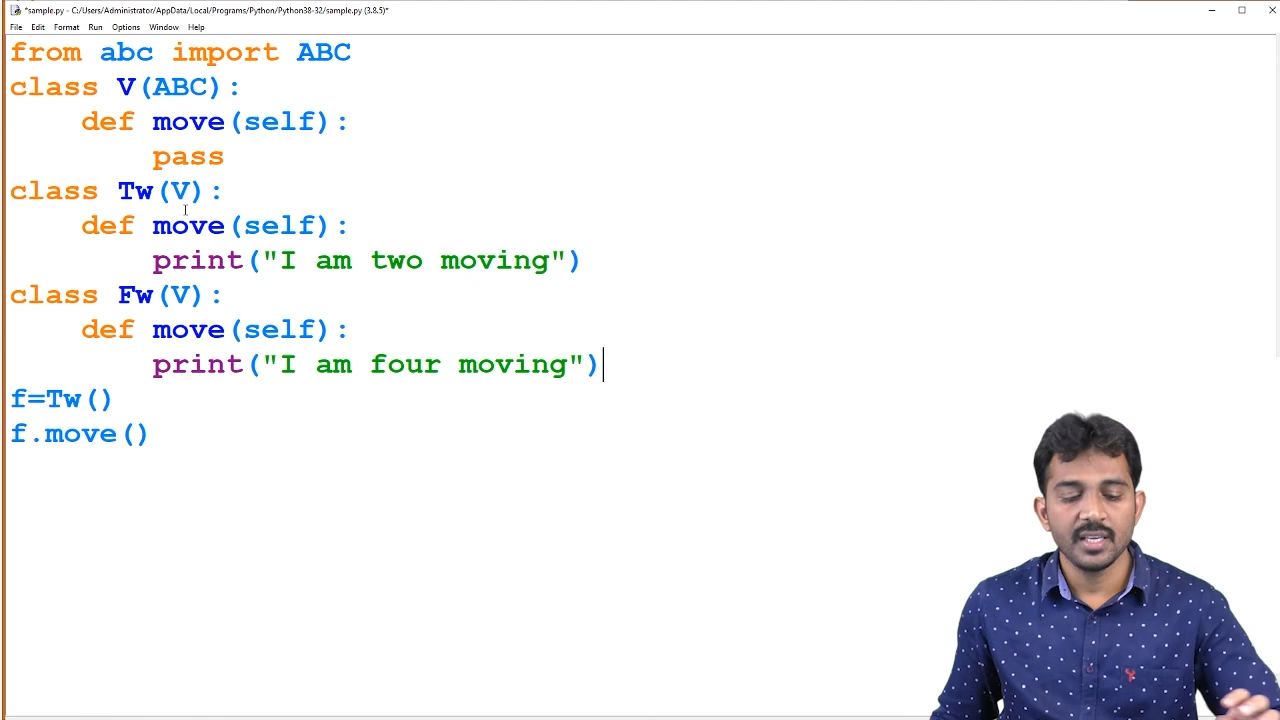 *sample.py - C:/Users/Administrator/AppData/Local/Programs/Python/Python38-32/sample.py (3.8.5)*
File Edit Format Run Options Window Help
from abc import ABC
class V(ABC):
    def move(self):
        pass
class Tw(V):
    def move(self):
        print("I am two moving")
class Fw(V):
    def move(self):
        print("I am four moving")
f=Tw()
f.move()